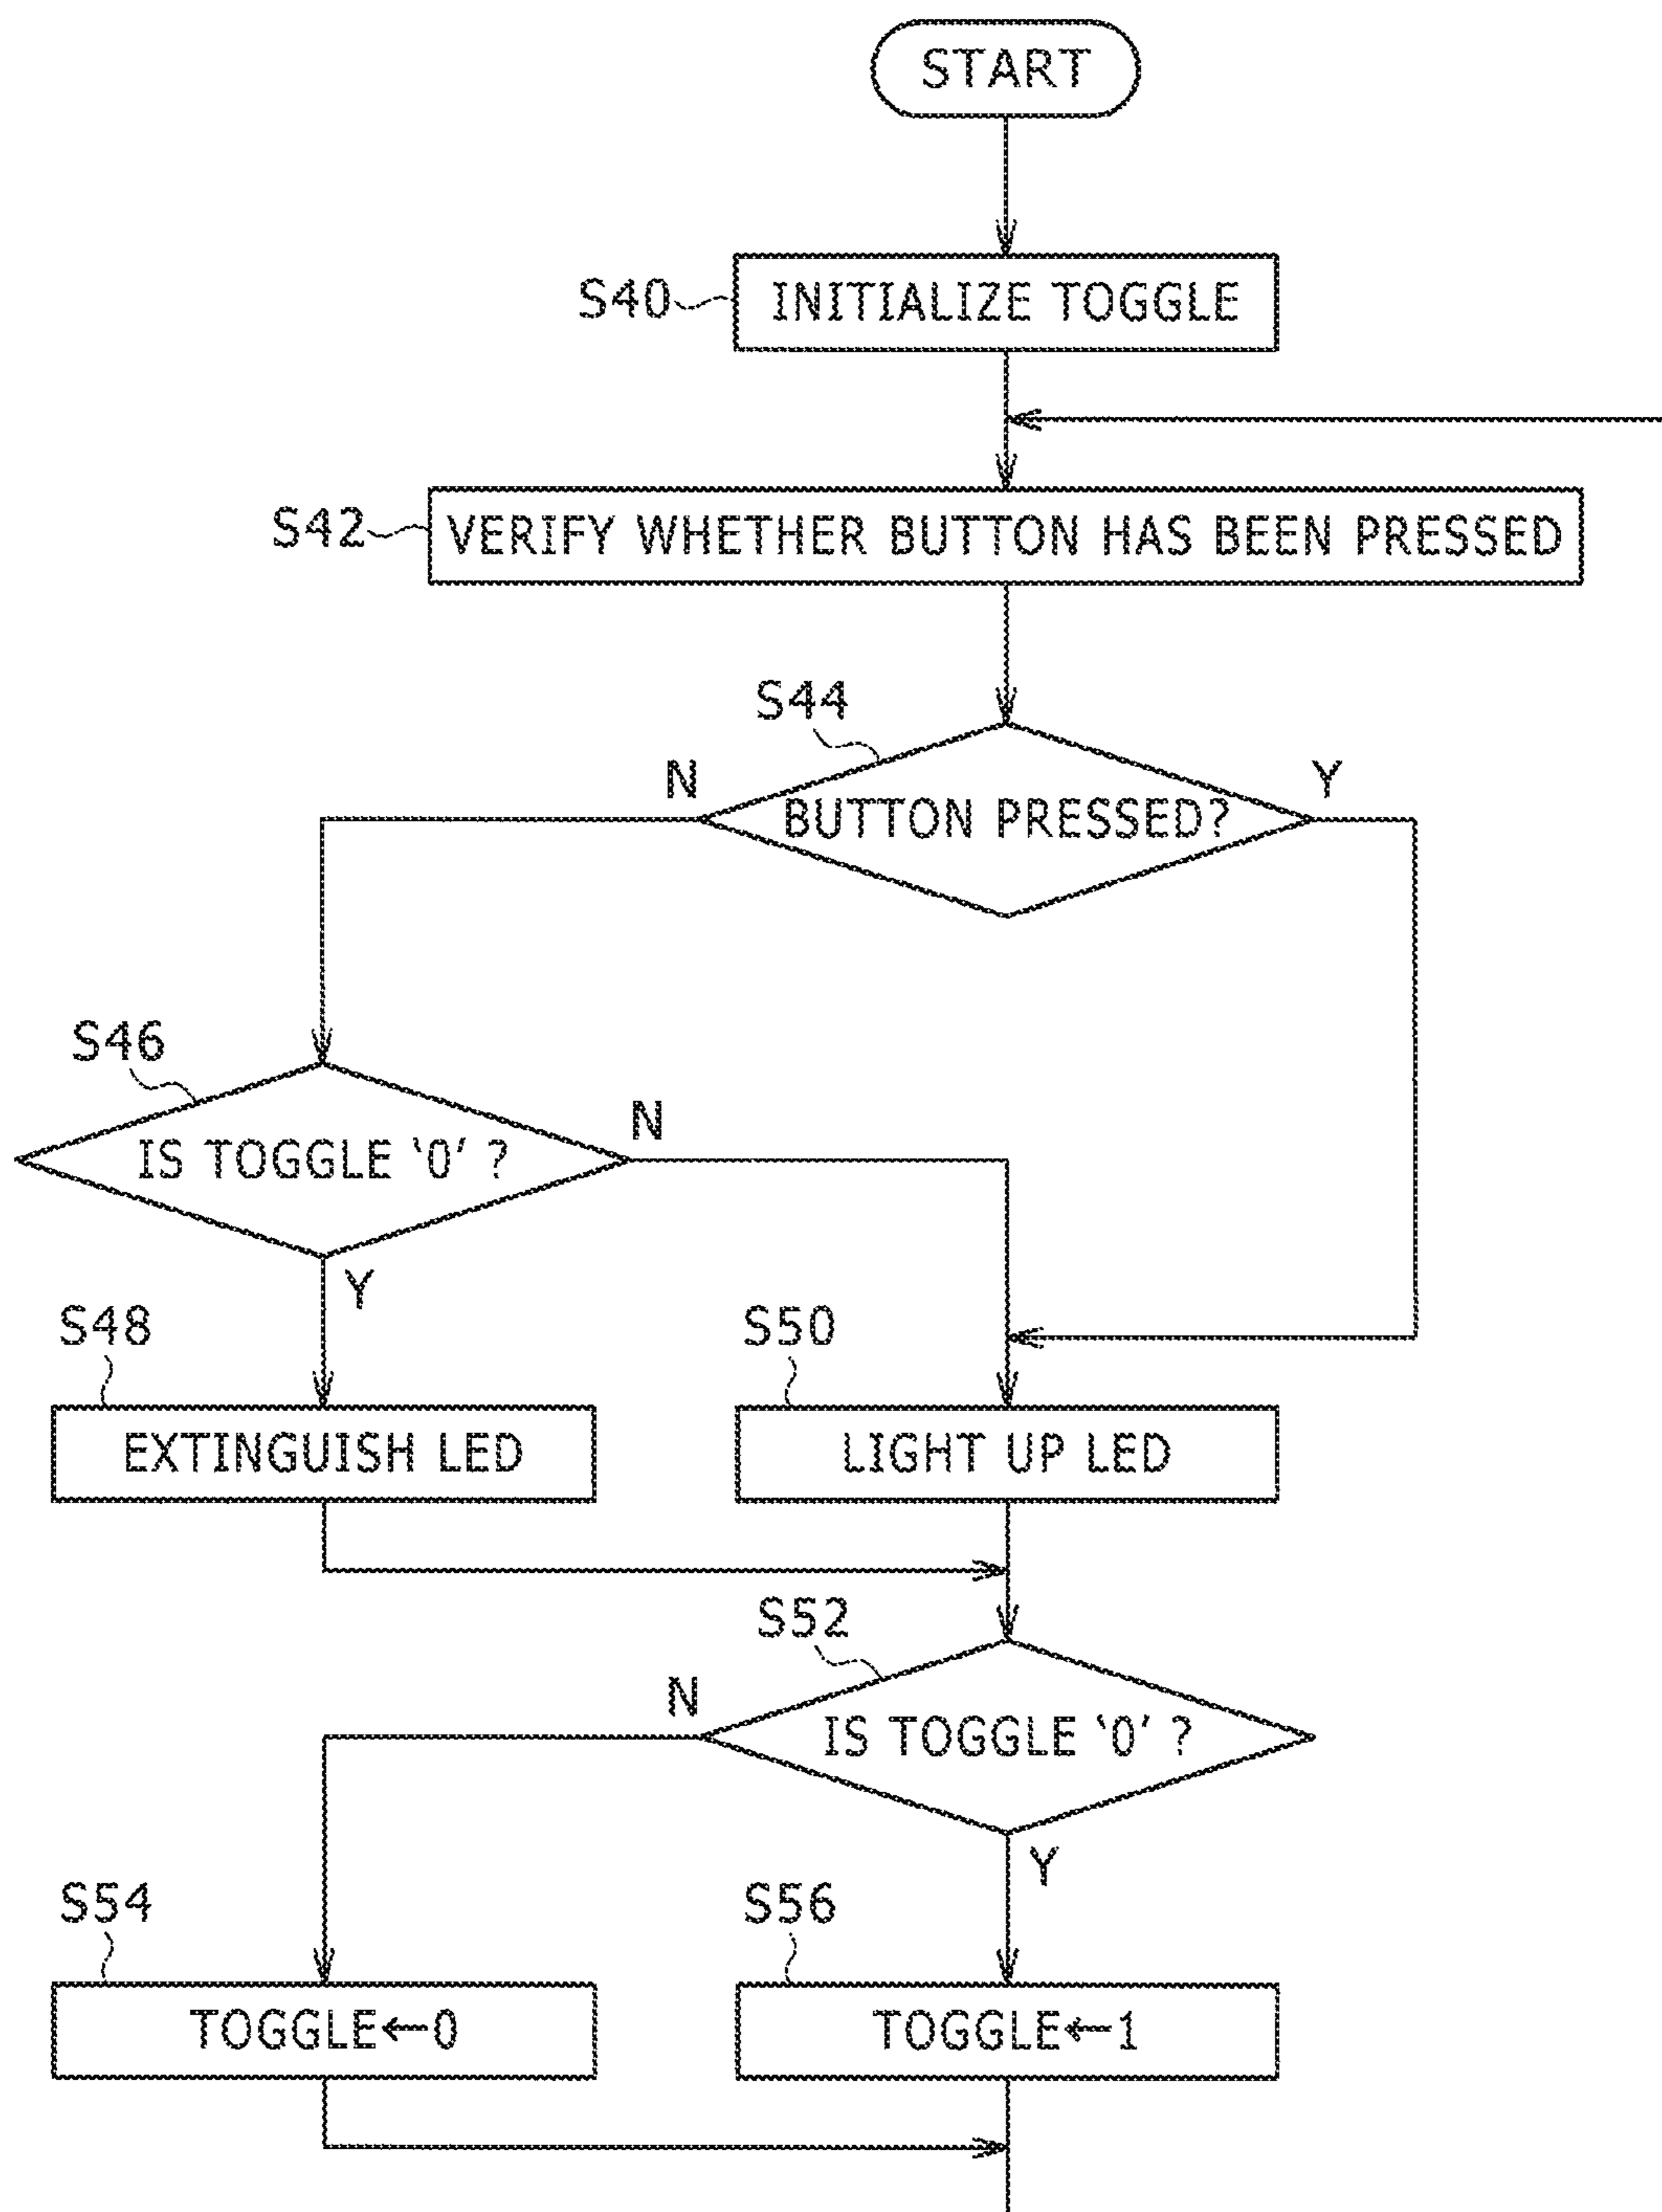 START
S40
INITIALIZE TOGGLE
S42
VERIFY WHETHER BUTTON HAS BEEN PRESSED
S44
N
Y
BUTTON PRESSED?
S46
N
IS TOGGLE ‘0’ ?
Y
S48
S50
EXTINGUISH LED
LIGHT UP LED
S52
N
IS TOGGLE ‘0’ ?
Y
S54
S56
TOGGLE←0
TOGGLE←1